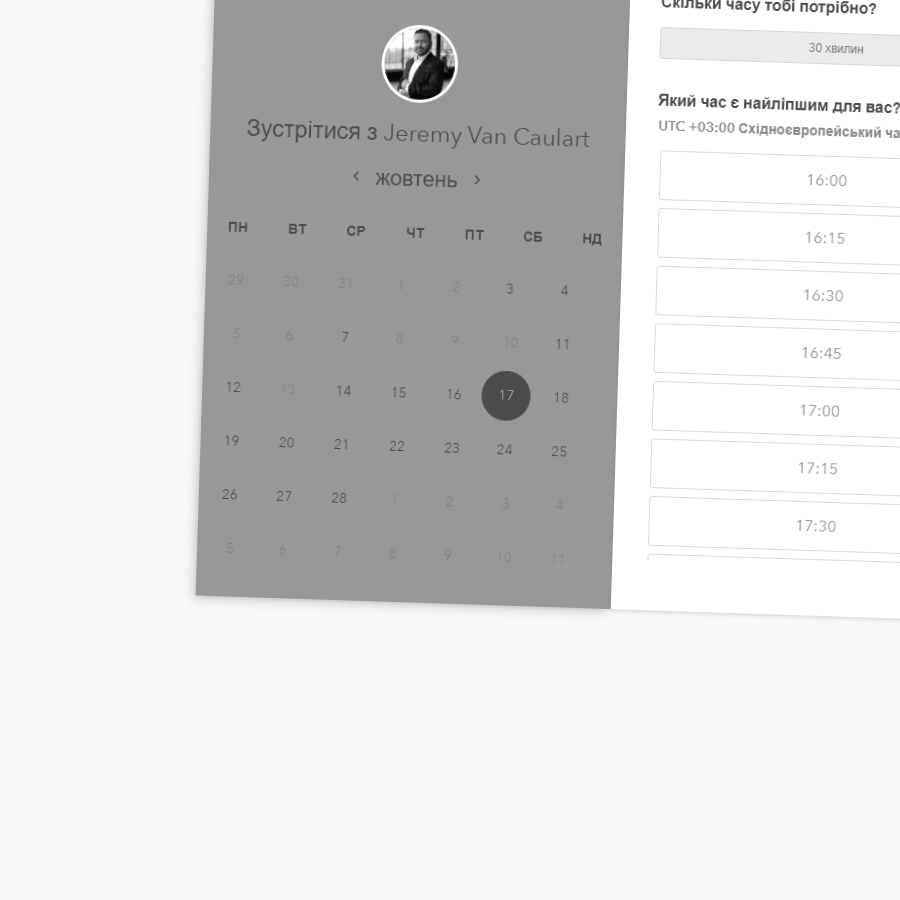 Зустрітися з Jeremy Van Caulart
жовтень
ПН ВТ СР ЧТ ПТ СБ НД
29 30 31 1 2 3 4
5 6 7 8 9 10 11
12 13 14 15 16 17 18
19 20 21 22 23 24 25
26 27 28 1 2 3 4
5 6 7 8 9 10 11
Скільки часу тобі потрібно?
30 хвилин
Який час є найліпшим для вас?
UTC +03:00 Східноєвропейський ча
16:00
16:15
16:30
16:45
17:00
17:15
17:30